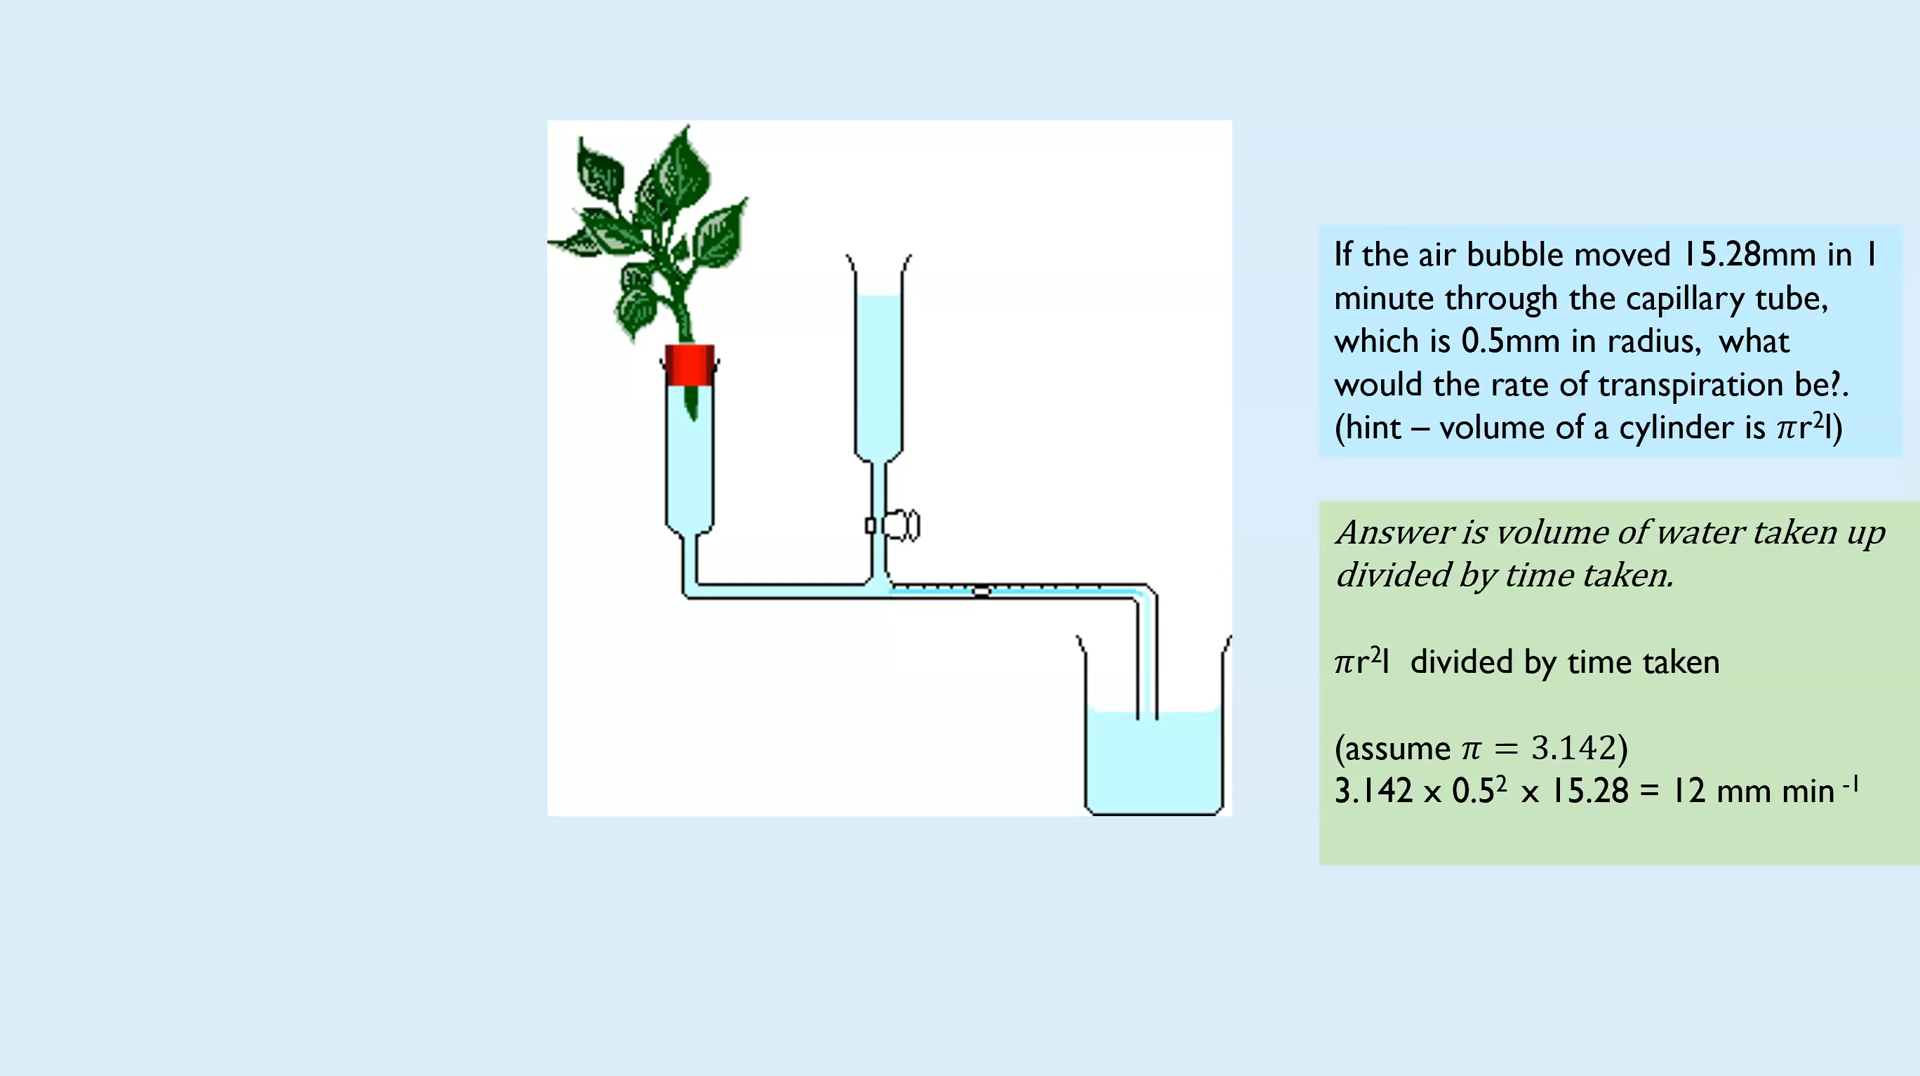 If the air bubble moved 15.28mm in 1
minute through the capillary tube,
which is 0.5mm in radius,  what
would the rate of transpiration be?.
(hint – volume of a cylinder is πr²l)
Answer is volume of water taken up
divided by time taken.
πr²l  divided by time taken
(assume π = 3.142)
3.142 x 0.5² x 15.28 = 12 mm min ⁻¹